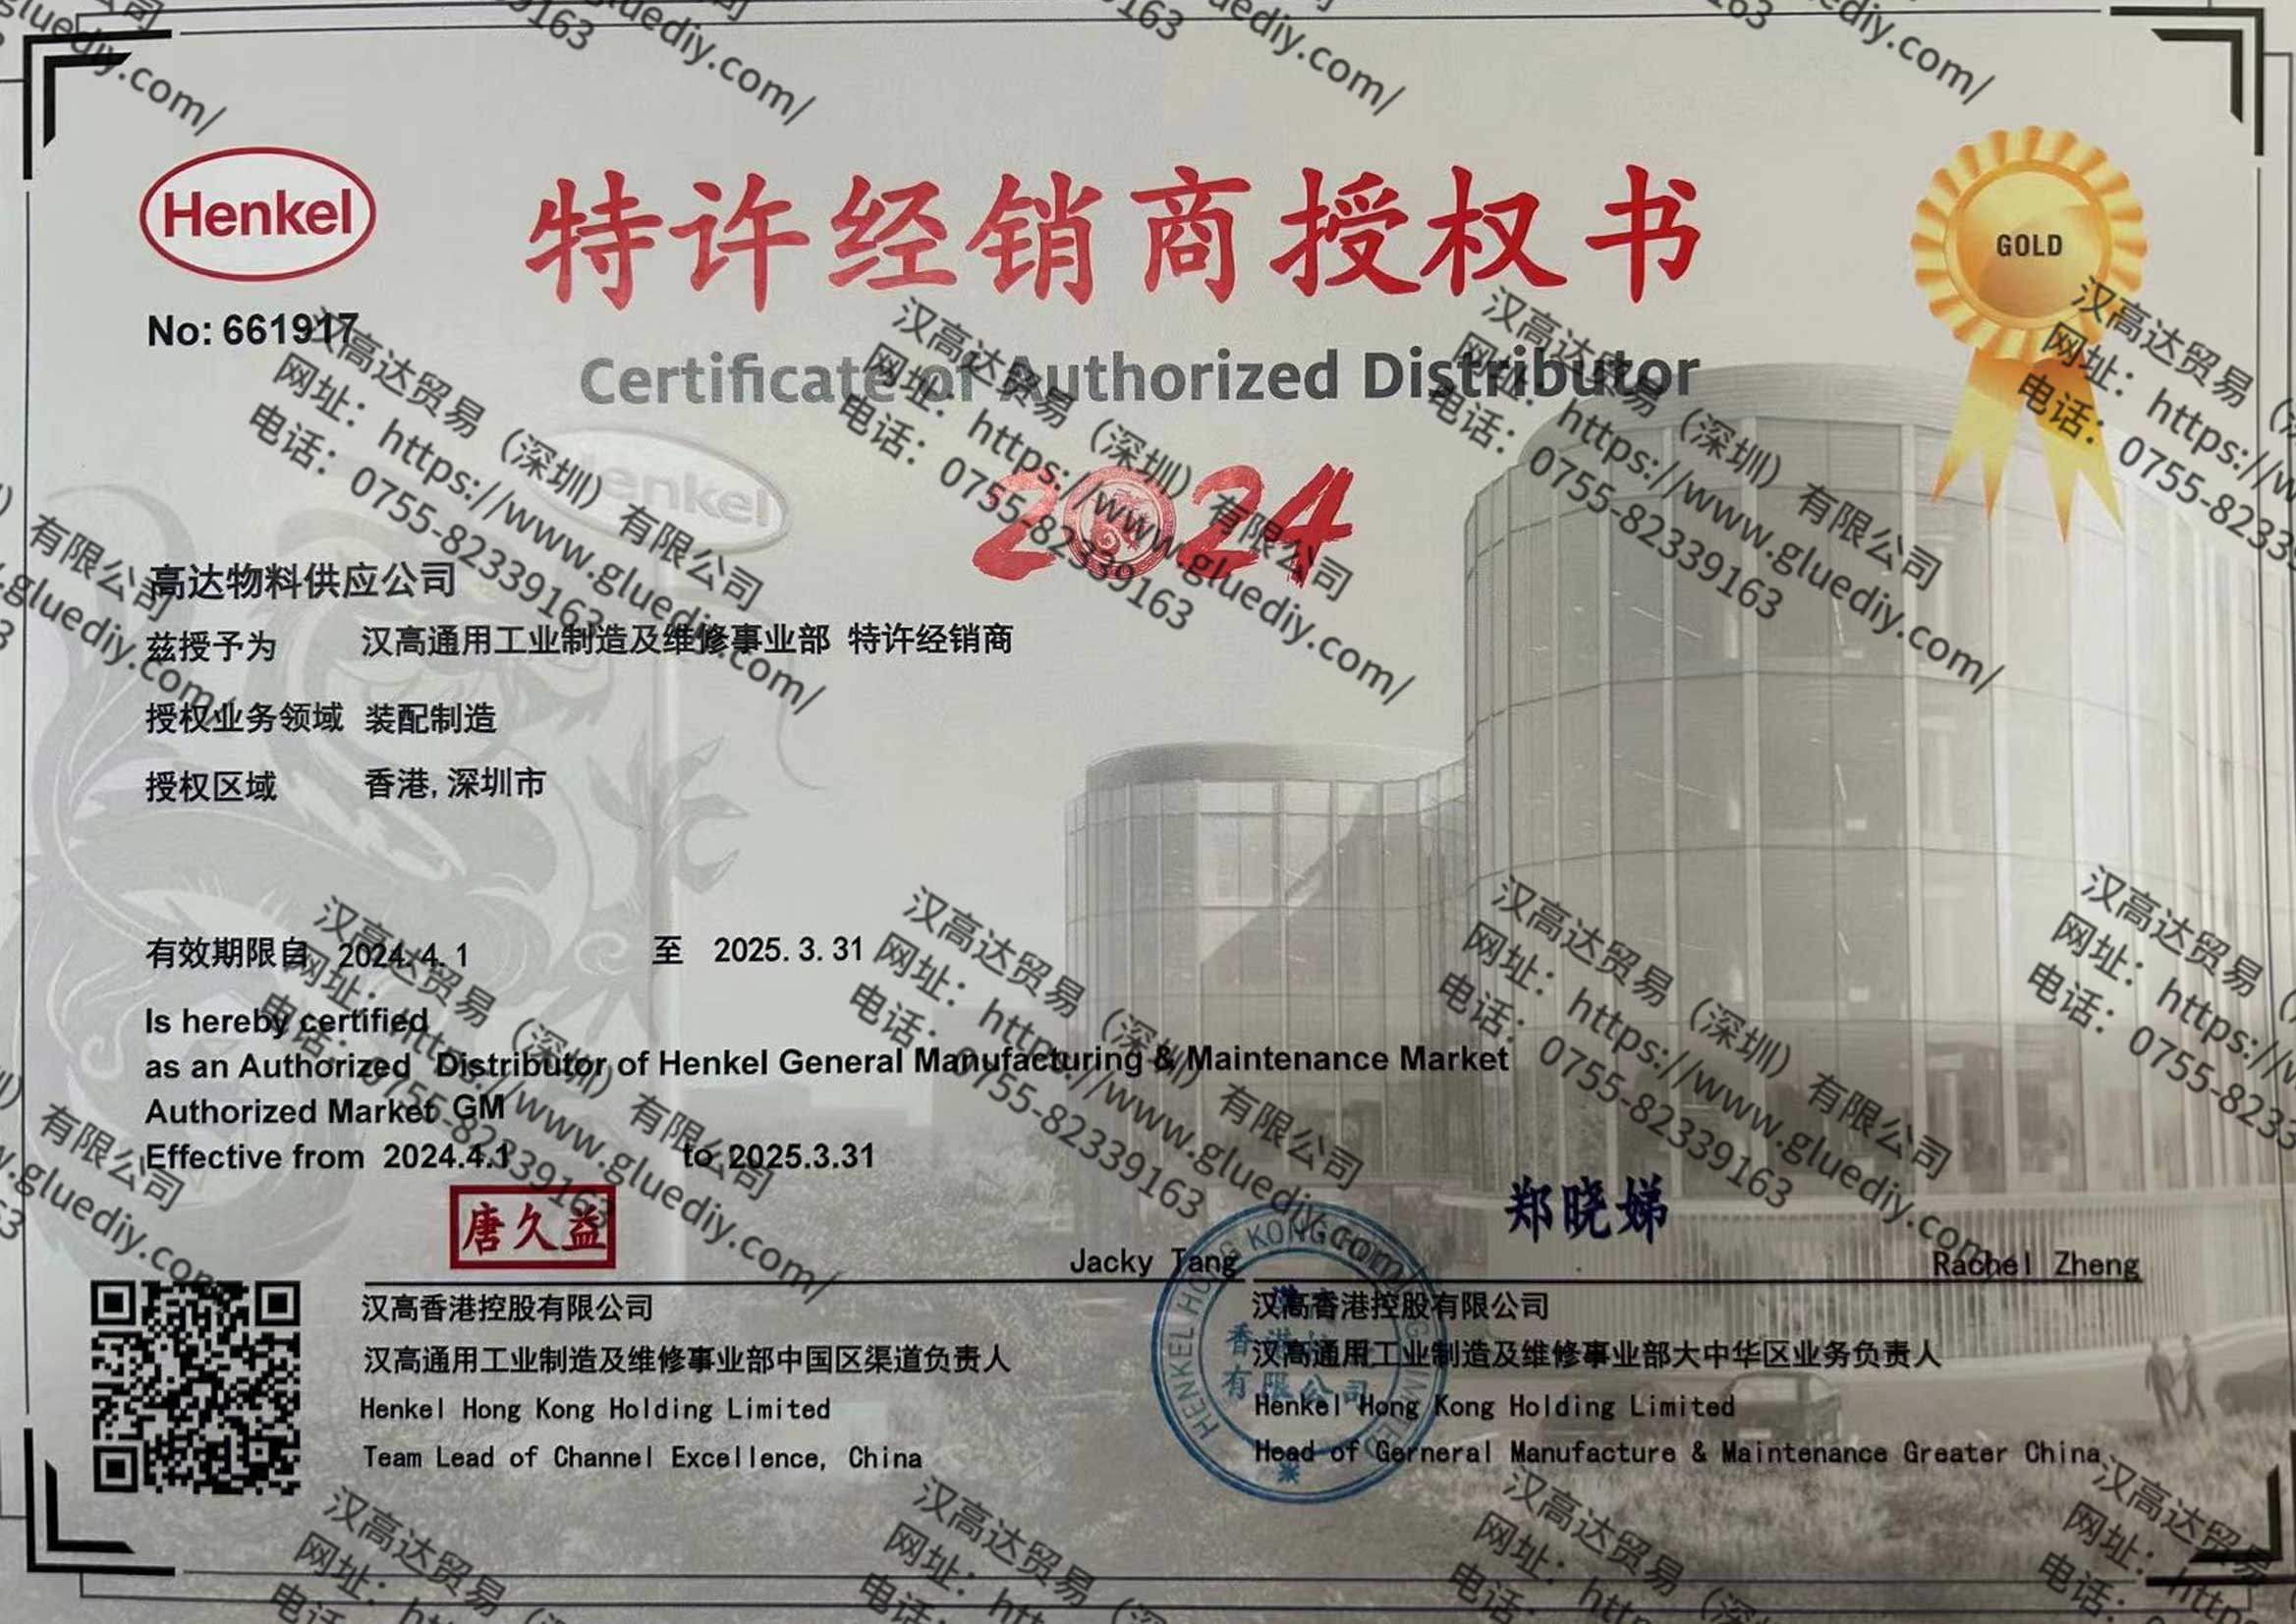 Henkel
特许经销商授权书
GOLD
No: 661917
Certificate of Authorized Distributor
Henkel
2024
高达物料供应公司
兹授予为 汉高通用工业制造及维修事业部 特许经销商
授权业务领域 装配制造
授权区域 香港, 深圳市
有效期限自 2024.4.1 至 2025.3.31
Is hereby certified
as an Authorized Distributor of Henkel General Manufacturing & Maintenance Market
Authorized Market GM
Effective from 2024.4.1 to 2025.3.31
唐久益
Jacky Tang
郑晓娣
Rachel Zheng
汉高香港控股有限公司
汉高通用工业制造及维修事业部中国区渠道负责人
Henkel Hong Kong Holding Limited
Team Lead of Channel Excellence, China
汉高香港控股有限公司
汉高通用工业制造及维修事业部大中华区业务负责人
Henkel Hong Kong Holding Limited
Head of Gerneral Manufacture & Maintenance Greater China
汉高达贸易（深圳）有限公司
网址：https://www.gluediy.com/
电话：0755-82339163